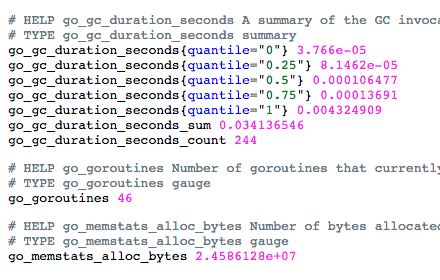 # HELP go_gc_duration_seconds A summary of the GC
# TYPE go_gc_duration_seconds summary
go_gc_duration_seconds{quantile="0"} 3.766e-05
go_gc_duration_seconds{quantile="0.25"} 8.1462e-05
go_gc_duration_seconds{quantile="0.5"} 0.000106477
go_gc_duration_seconds{quantile="0.75"} 0.00013691
go_gc_duration_seconds{quantile="1"} 0.004324909
go_gc_duration_seconds_sum 0.034136546
go_gc_duration_seconds_count 244
# HELP go_goroutines Number of goroutines that currently
# TYPE go_goroutines gauge
go_goroutines 46
# HELP go_memstats_alloc_bytes Number of bytes allocated
# TYPE go_memstats_alloc_bytes gauge
go_memstats_alloc_bytes 2.4586128e+07